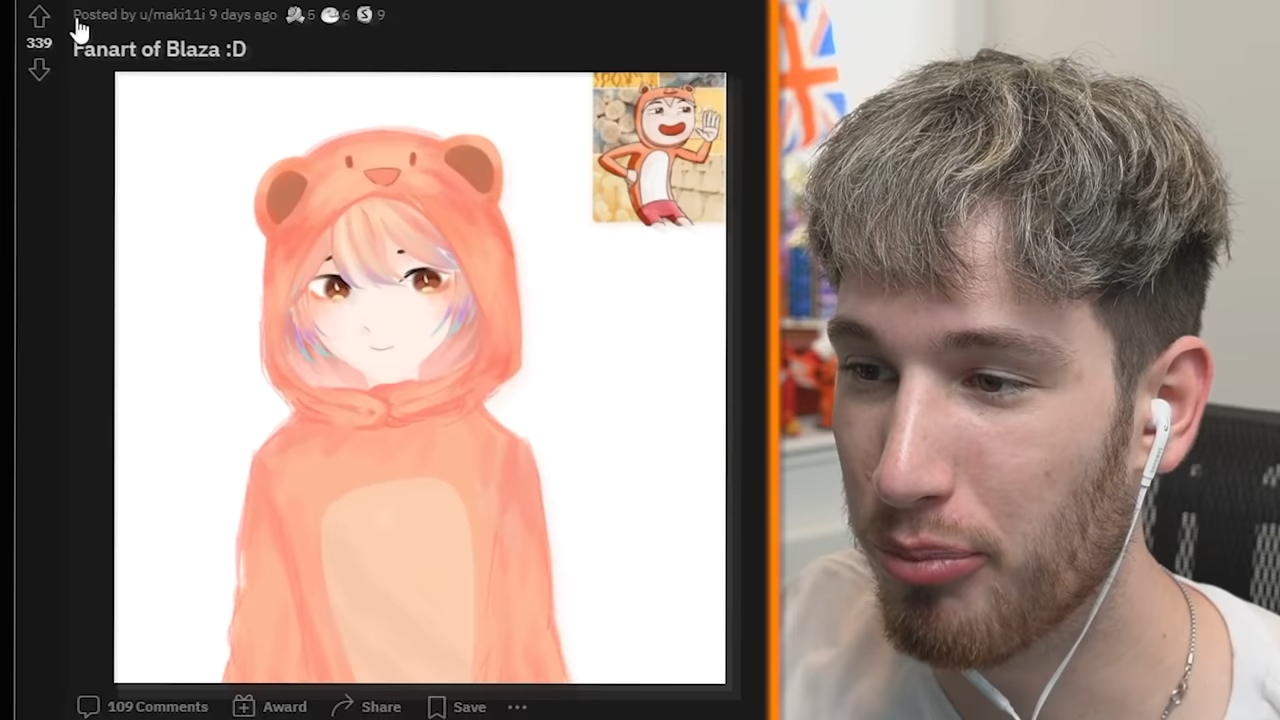 Posted by u/maki11i 9 days ago 5 6 S 9
339
Fanart of Blaza :D
109 Comments Award Share Save